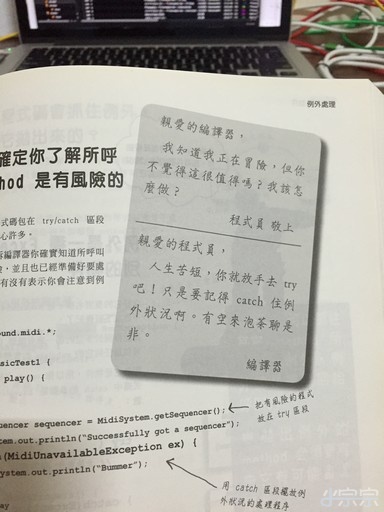 例外處理
親愛的編譯器,
我知道我正在冒險,但你
不覺得這很值得嗎?我該怎
麼做?
程式員 敬上
親愛的程式員,
人生苦短,你就放手去 try
吧!只是要記得 catch 住例
外狀況啊。有空來泡茶聊是
非。
編譯器
確定你了解所呼
hod 是有風險的
式碼包在 try/catch 區段
心許多。
編譯器你確實知道所呼叫
,並且也已經準備好要處
有沒有表示你會注意到例
ound.midi.*;
sicTest1 {
play() {
quencer sequencer = MidiSystem.getSequencer();
把有風險的程式
放在 try 區段
tem.out.println("Successfully got a sequencer");
(MidiUnavailableException ex) {
ystem.out.println("Bummer");
用 catch 區段擺放例
外狀況的處理程序
play
小宗宗